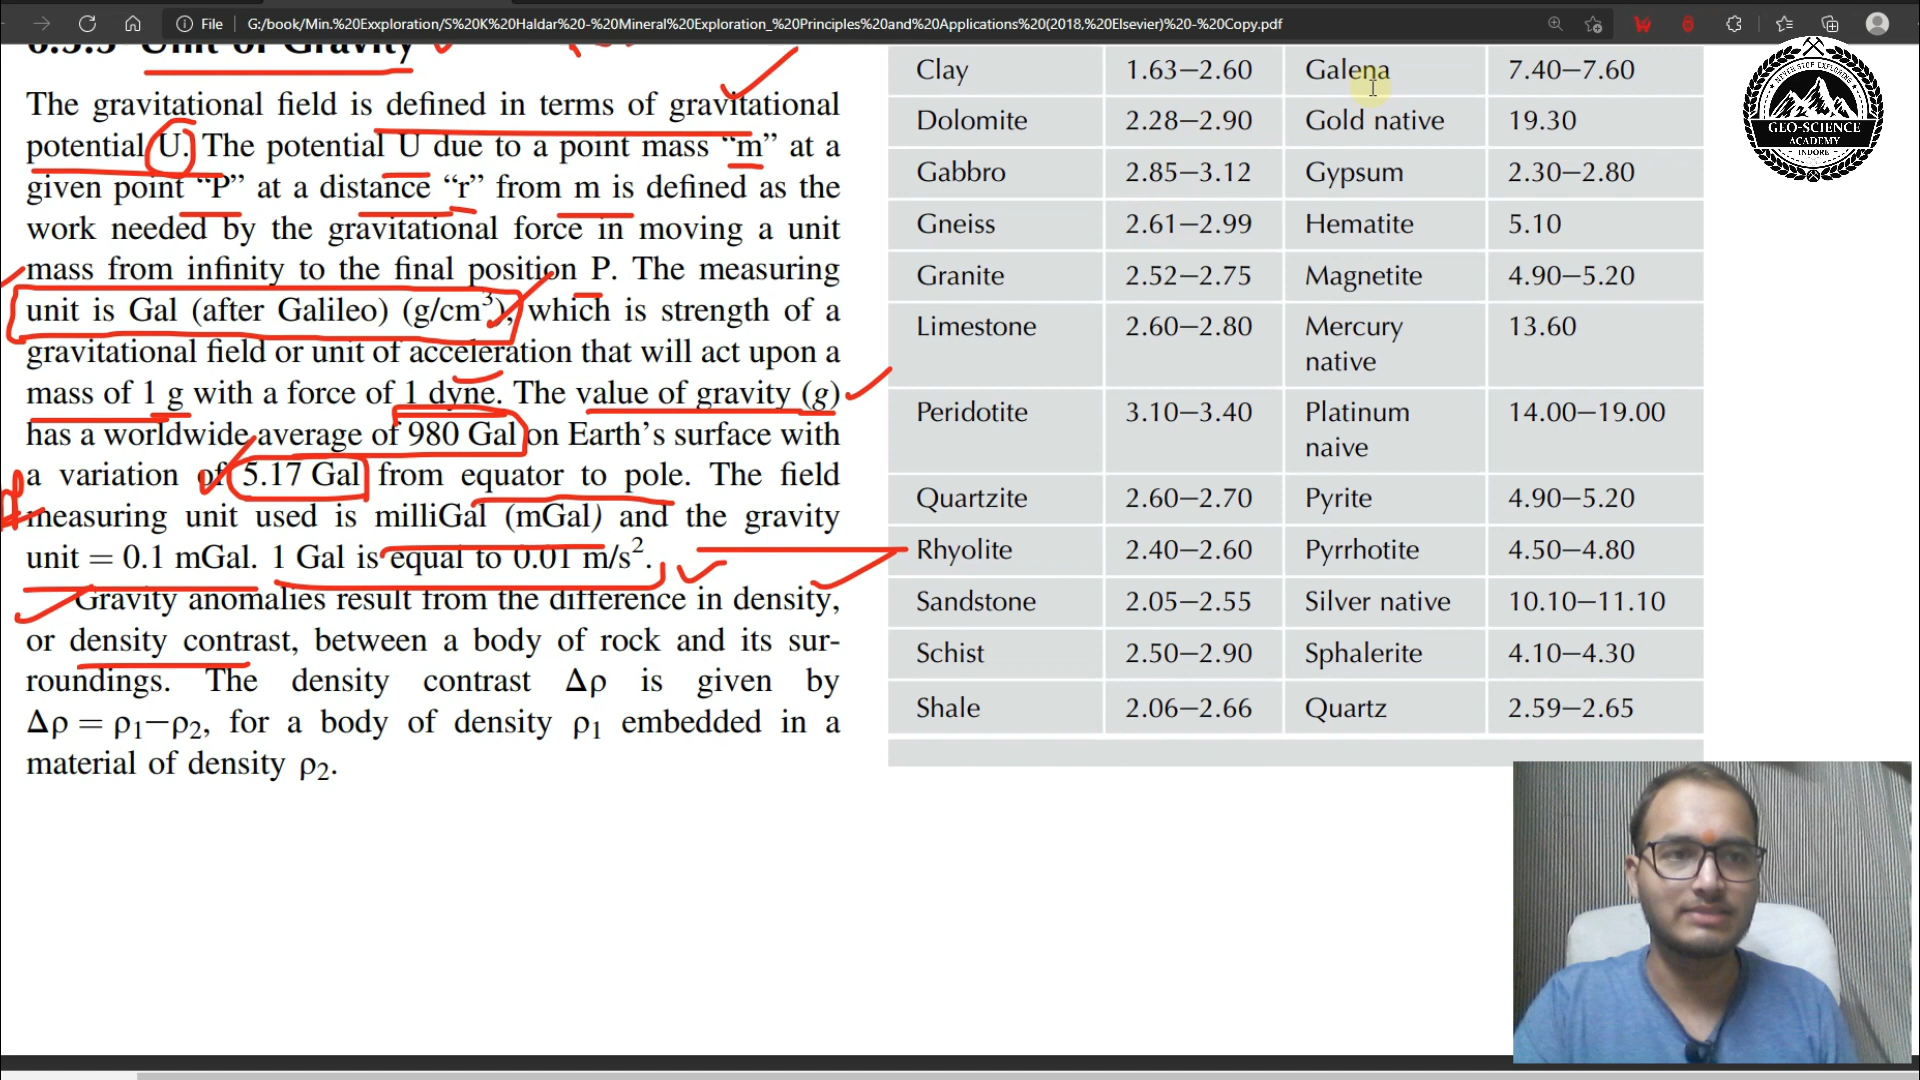 File
G:/book/Min.%20Exxploration/S%20K%20Haldar%20-%20Mineral%20Exploration_%20Principles%20and%20Applications%20(2018,%20Elsevier)%20-%20Copy.pdf
Unit of Gravity
The gravitational field is defined in terms of gravitational
potential U. The potential U due to a point mass “m” at a
given point “P” at a distance “r” from m is defined as the
work needed by the gravitational force in moving a unit
mass from infinity to the final position P. The measuring
unit is Gal (after Galileo) (g/cm³), which is strength of a
gravitational field or unit of acceleration that will act upon a
mass of 1 g with a force of 1 dyne. The value of gravity (g)
has a worldwide average of 980 Gal on Earth’s surface with
a variation of 5.17 Gal from equator to pole. The field
measuring unit used is milliGal (mGal) and the gravity
unit = 0.1 mGal. 1 Gal is equal to 0.01 m/s².
Gravity anomalies result from the difference in density,
or density contrast, between a body of rock and its sur-
roundings. The density contrast Δρ is given by
Δρ = ρ₁−ρ₂, for a body of density ρ₁ embedded in a
material of density ρ₂.
Clay 1.63–2.60 Galena 7.40–7.60
Dolomite 2.28–2.90 Gold native 19.30
Gabbro 2.85–3.12 Gypsum 2.30–2.80
Gneiss 2.61–2.99 Hematite 5.10
Granite 2.52–2.75 Magnetite 4.90–5.20
Limestone 2.60–2.80 Mercury 13.60
native
Peridotite 3.10–3.40 Platinum 14.00–19.00
naive
Quartzite 2.60–2.70 Pyrite 4.90–5.20
Rhyolite 2.40–2.60 Pyrrhotite 4.50–4.80
Sandstone 2.05–2.55 Silver native 10.10–11.10
Schist 2.50–2.90 Sphalerite 4.10–4.30
Shale 2.06–2.66 Quartz 2.59–2.65
NEVER STOP EXPLORING
GEO-SCIENCE
ACADEMY
INDORE